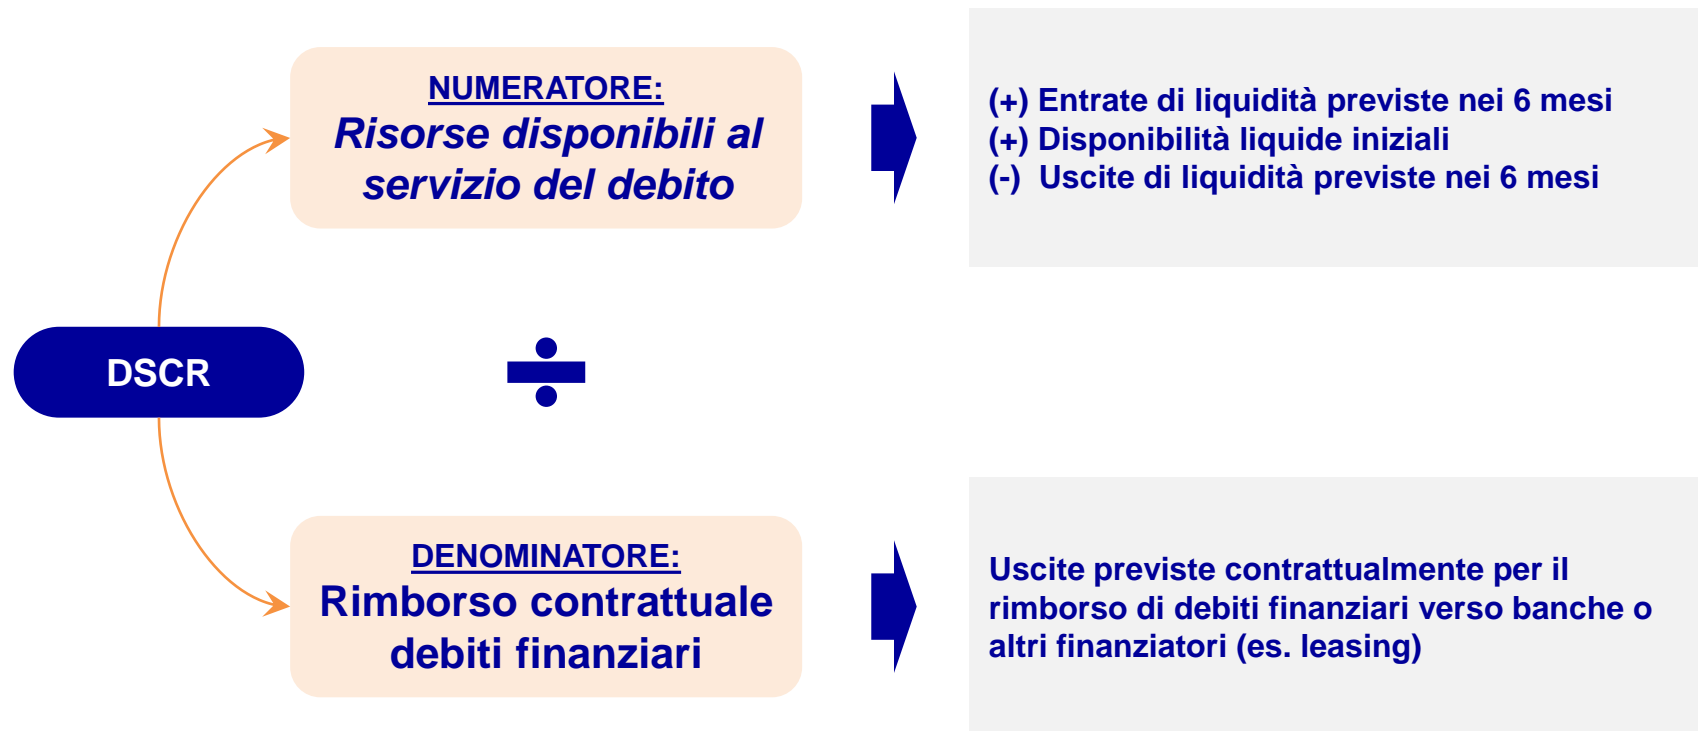 NUMERATORE:
Risorse disponibili al
servizio del debito
(+) Entrate di liquidità previste nei 6 mesi
(+) Disponibilità liquide iniziali
(-)  Uscite di liquidità previste nei 6 mesi
DSCR
÷
DENOMINATORE:
Rimborso contrattuale
debiti finanziari
Uscite previste contrattualmente per il
rimborso di debiti finanziari verso banche o
altri finanziatori (es. leasing)